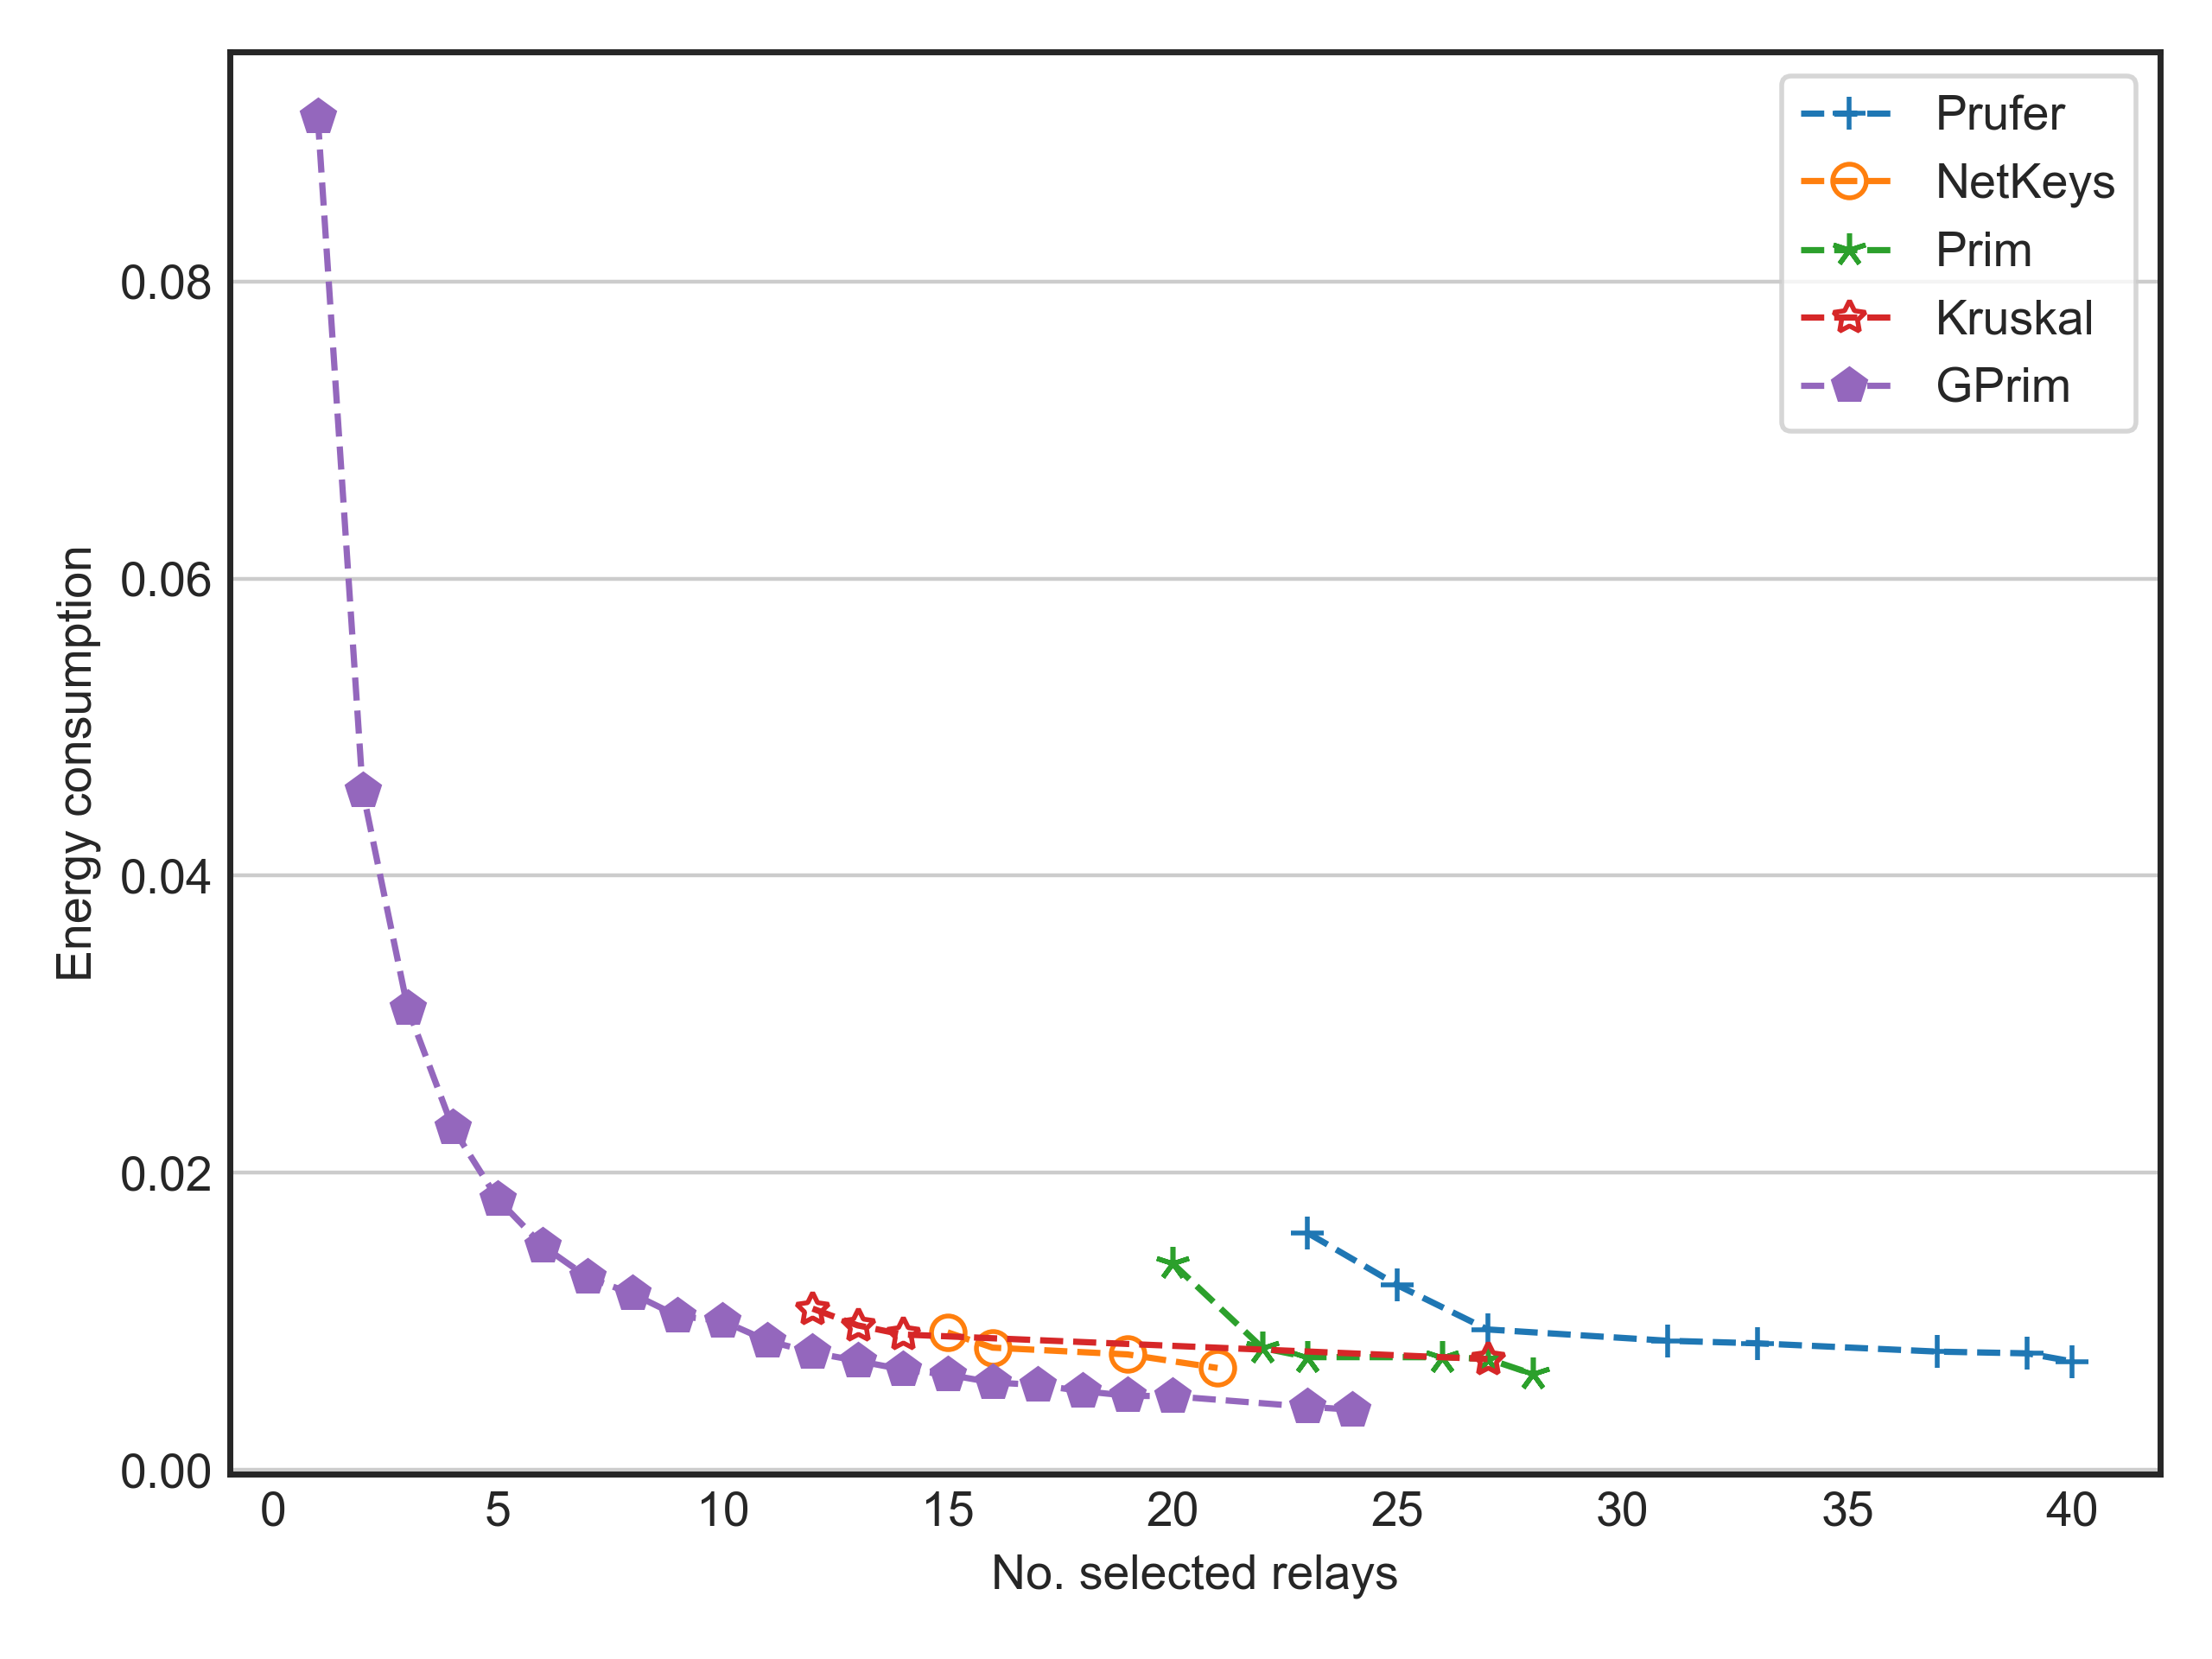 Prufer
NetKeys
Prim
Kruskal
GPrim
Energy consumption
0.08
0.06
0.04
0.02
0.00
0 5 10 15 20 25 30 35 40
No. selected relays